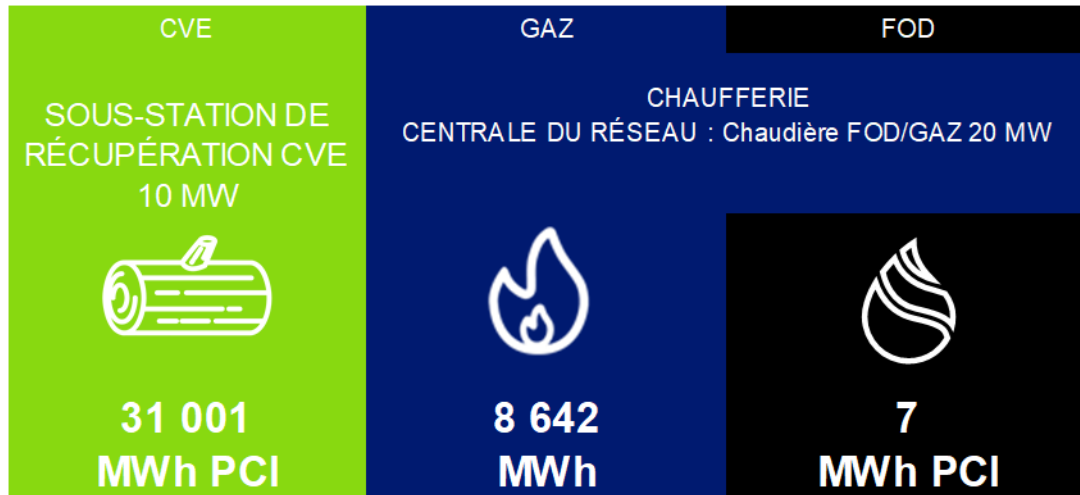 CVE
GAZ
FOD
SOUS-STATION DE
RÉCUPÉRATION CVE
10 MW
CHAUFFERIE
CENTRALE DU RÉSEAU : Chaudière FOD/GAZ 20 MW
31 001
MWh PCI
8 642
MWh
7
MWh PCI